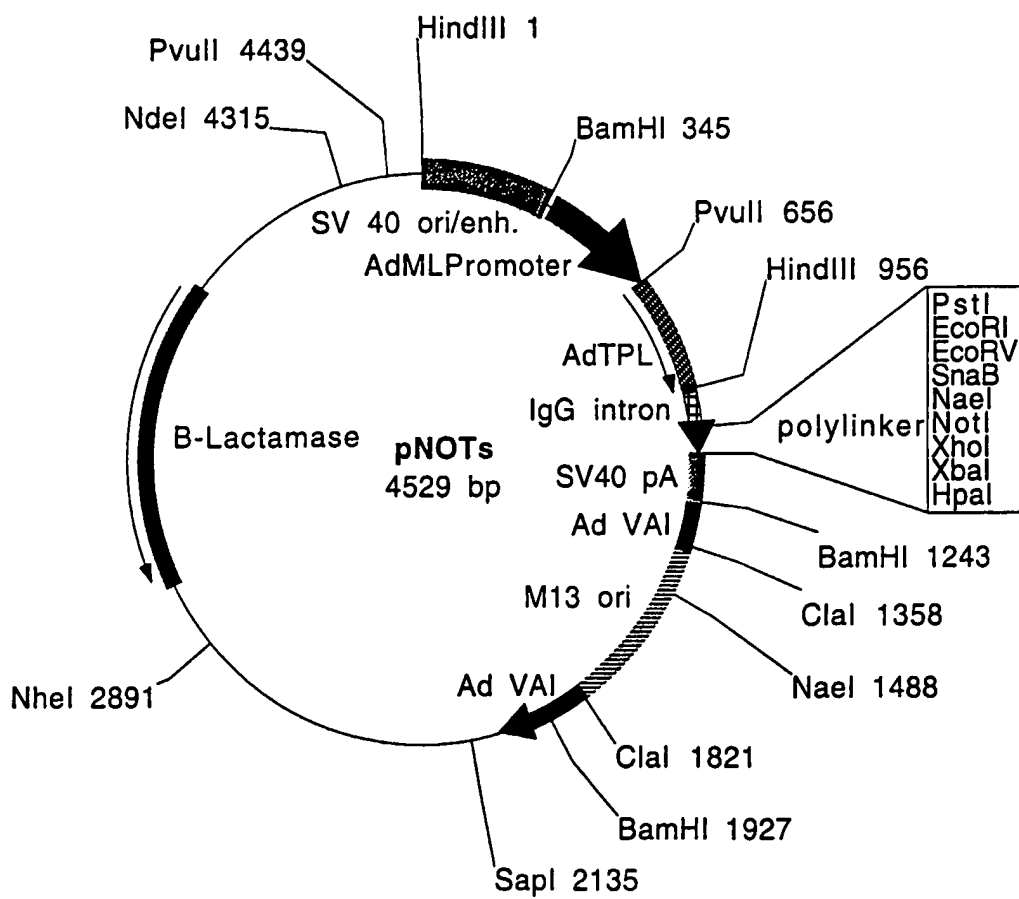 HindIII 1
PvuII 4439
NdeI 4315
BamHI 345
SV 40 ori/enh.
PvuII 656
AdMLPromoter
HindIII 956
PstI
EcoRI
EcoRV
SnaB
NaeI
NotI
XhoI
XbaI
HpaI
AdTPL
IgG intron
polylinker
B-Lactamase
pNOTs
4529 bp
SV40 pA
Ad VAI
BamHI 1243
M13 ori
ClaI 1358
NheI 2891
Ad VAI
NaeI 1488
ClaI 1821
BamHI 1927
SapI 2135